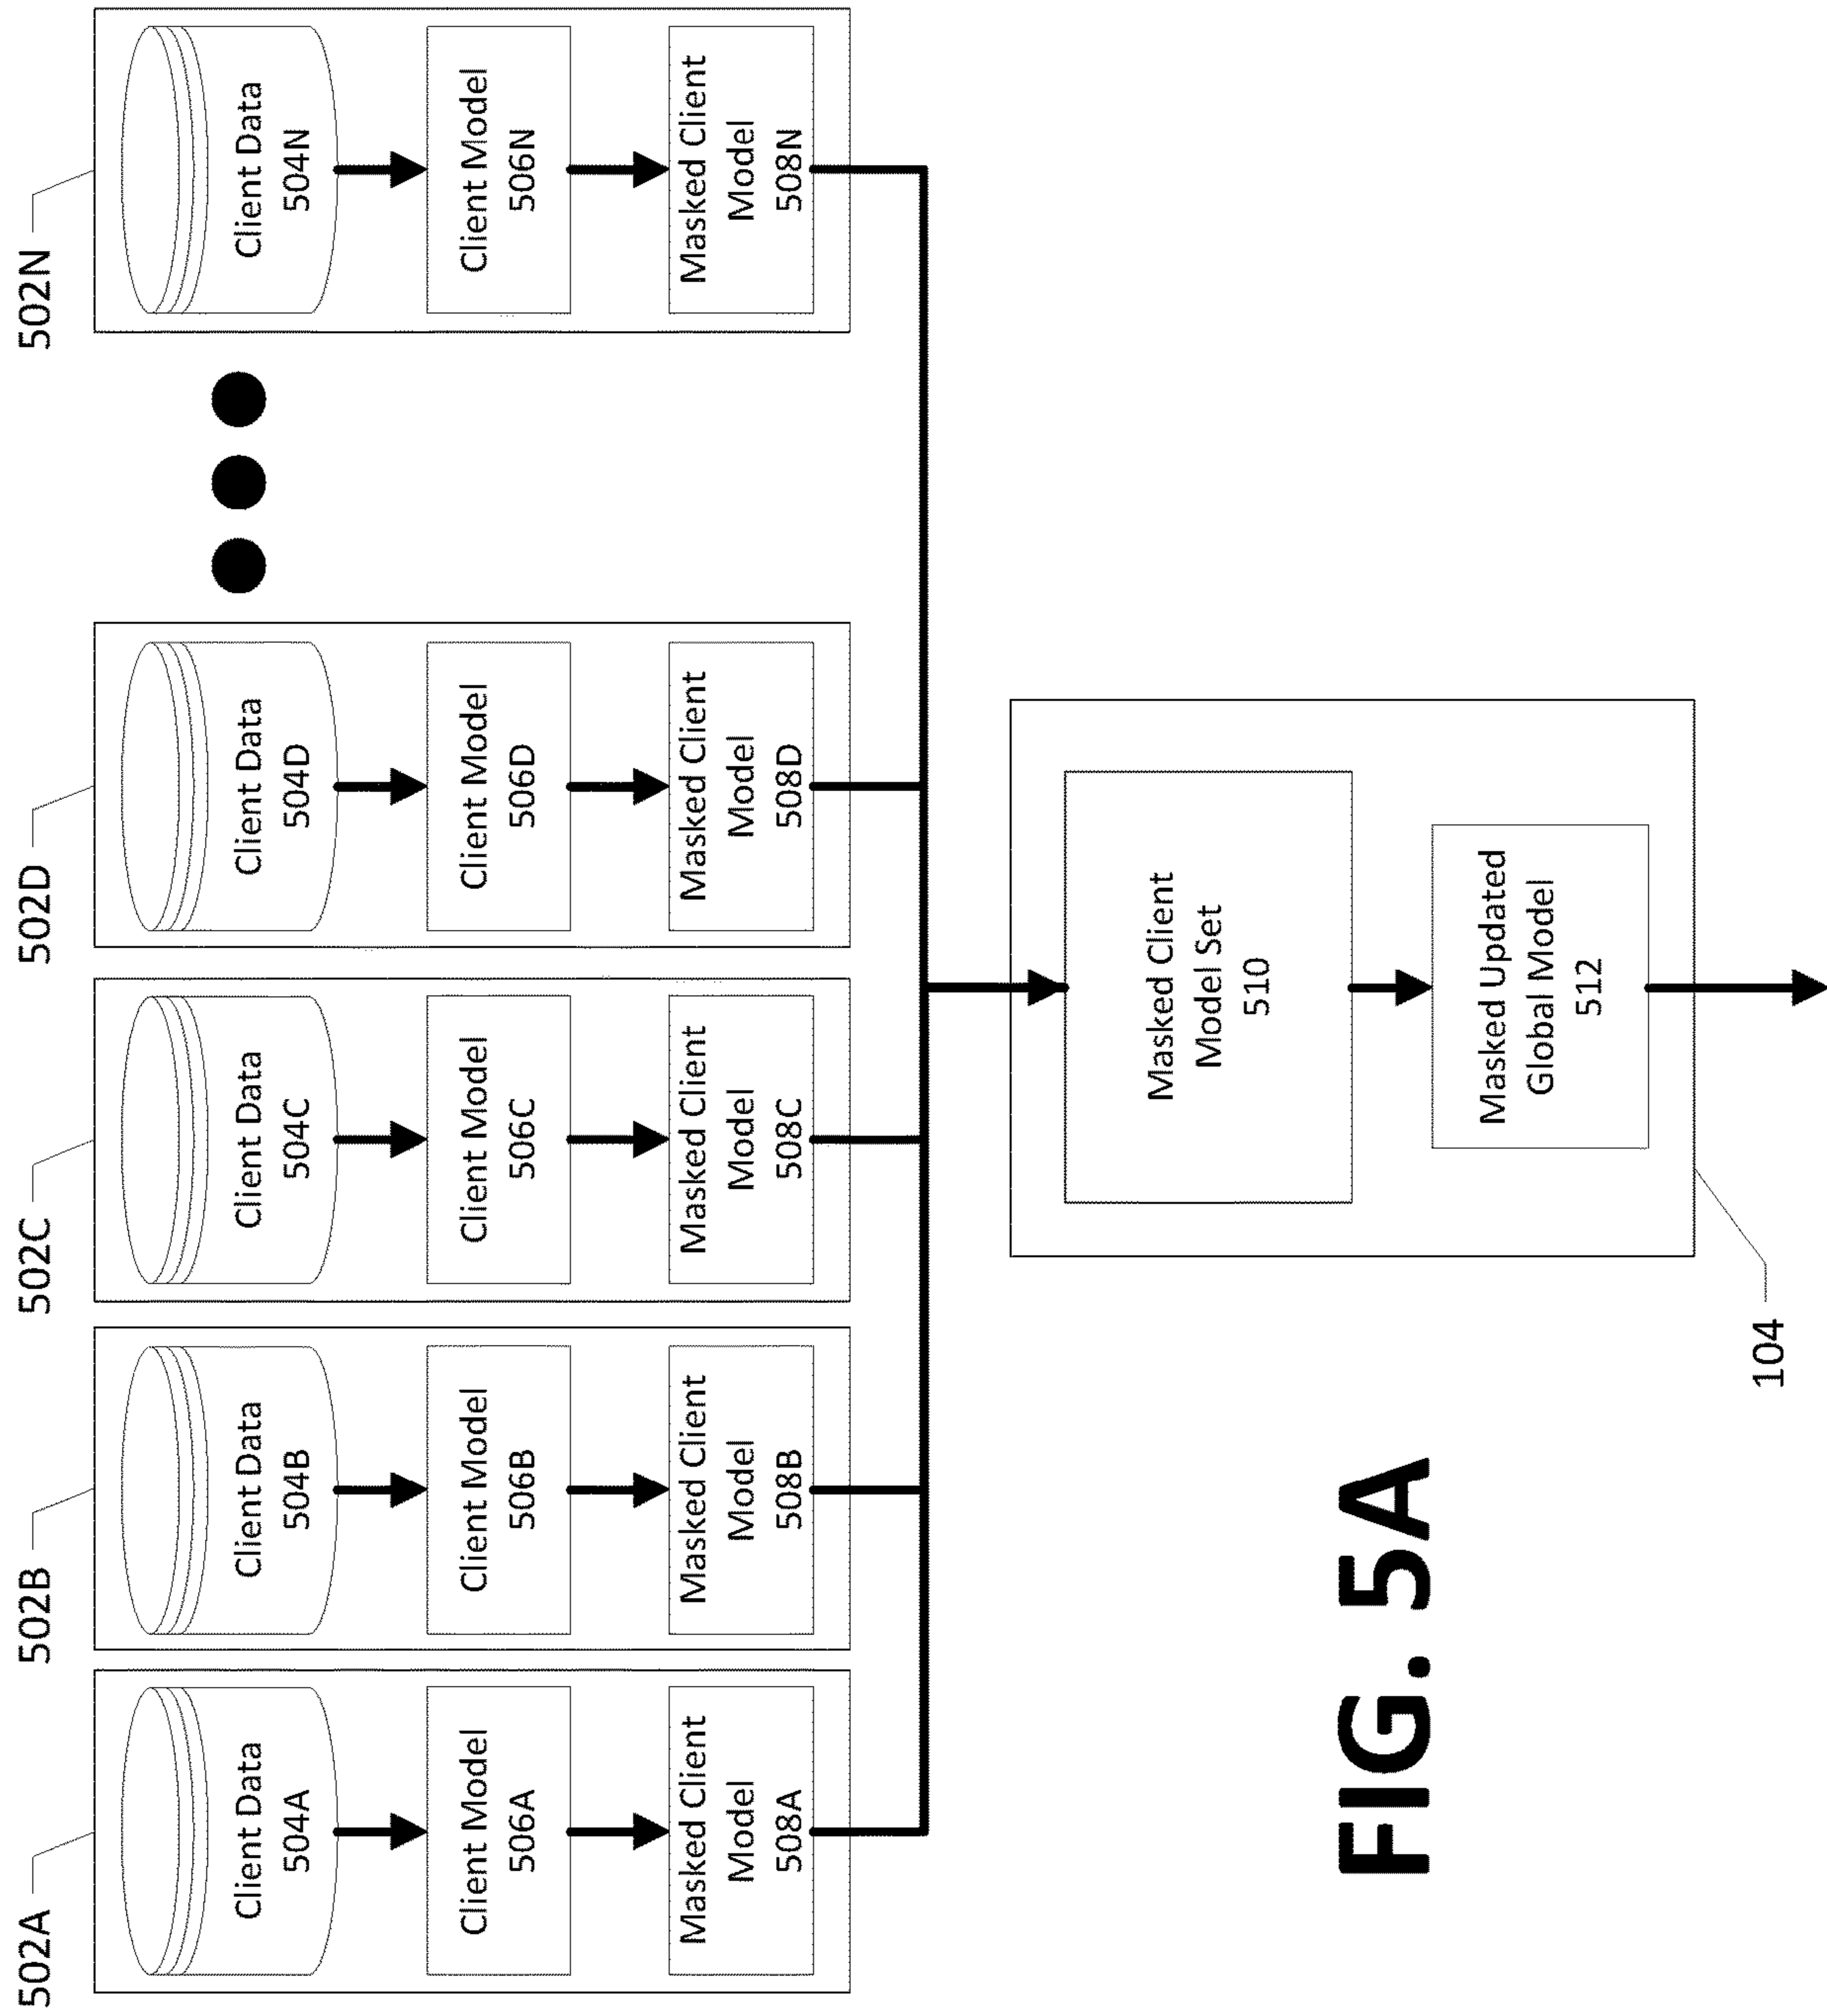 502A
502B
502C
502D
502N
Client Data
504A
Client Data
504B
Client Data
504C
Client Data
504D
Client Data
504N
Client Model
506A
Client Model
506B
Client Model
506C
Client Model
506D
Client Model
506N
Masked Client
Model
508A
Masked Client
Model
508B
Masked Client
Model
508C
Masked Client
Model
508D
Masked Client
Model
508N
Masked Client
Model Set
510
Masked Updated
Global Model
512
104
FIG. 5A